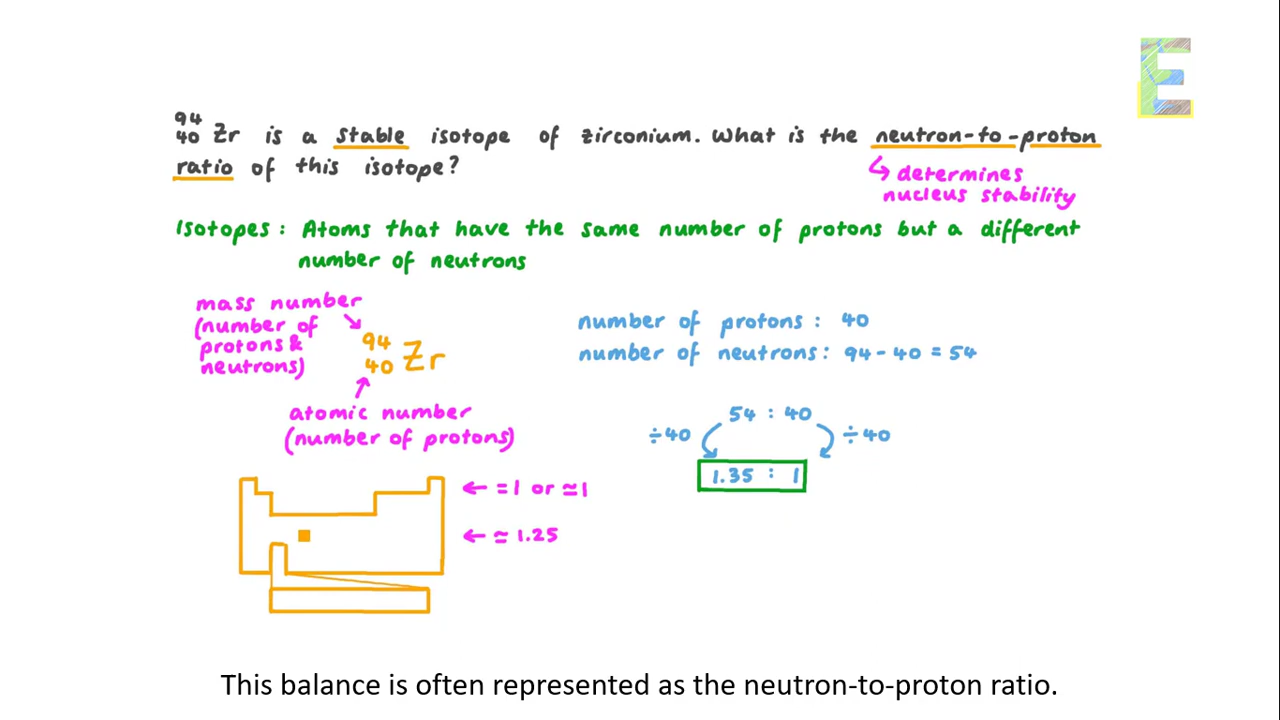 94
40 Zr is a stable isotope of zirconium. What is the neutron-to-proton
ratio of this isotope?
↳ determines
nucleus stability
Isotopes: Atoms that have the same number of protons but a different
number of neutrons
mass number
(number of
protons &
neutrons)
94
40 Zr
atomic number
(number of protons)
number of protons: 40
number of neutrons: 94 - 40 = 54
54 : 40
÷40 ÷40
1.35 : 1
← =1 or ≃1
← ≃ 1.25
E
This balance is often represented as the neutron-to-proton ratio.